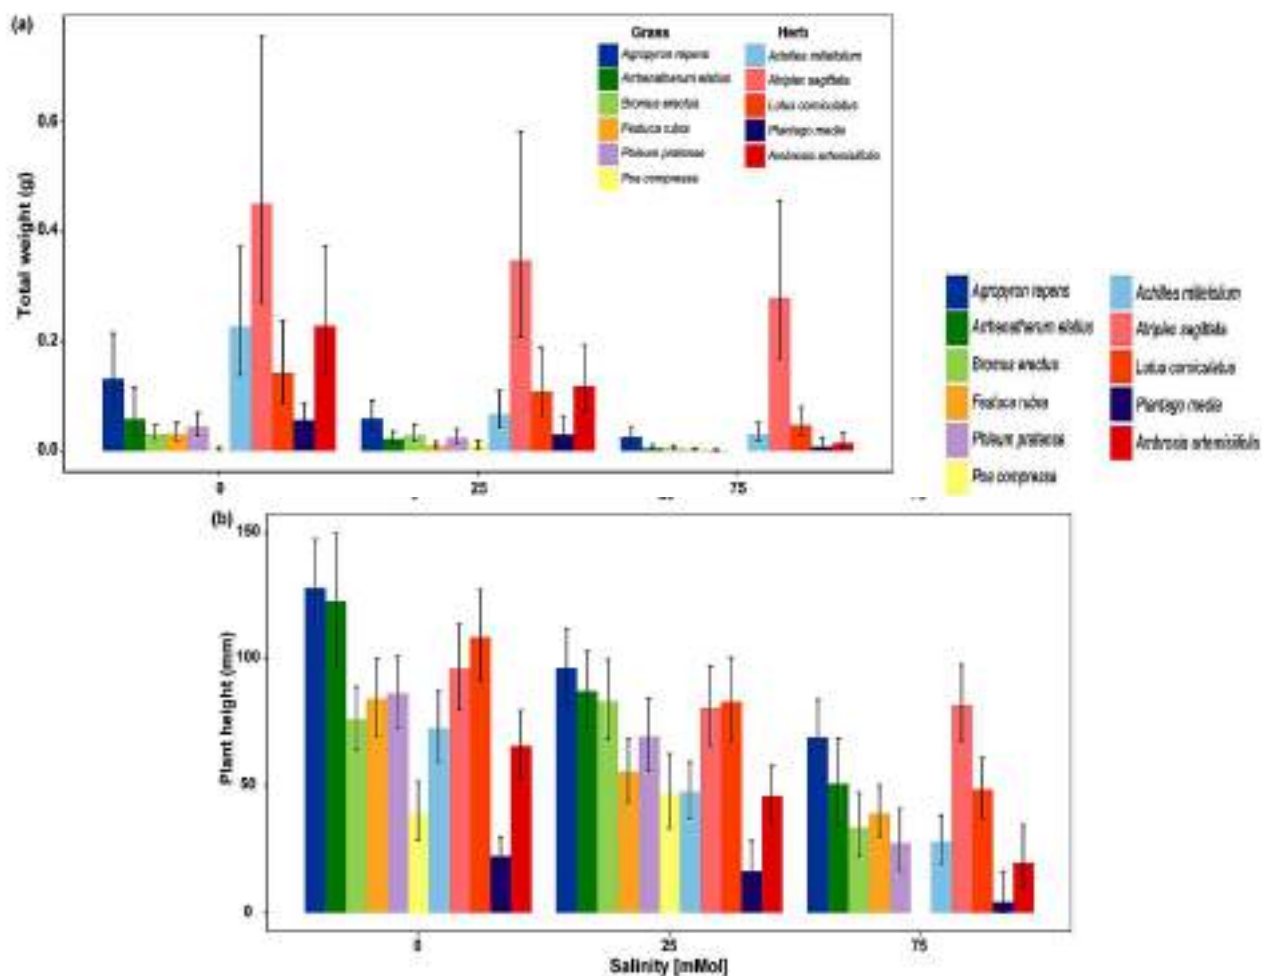 (a)
Grass Herb
Agropyron repens Achillea millefolium
Arrhenatherum elatius Atriplex sagittata
Bromus erectus Lotus corniculatus
Festuca rubra Plantago media
Phleum pratense Ambrosia artemisiifolia
Poa compressa
Total weight (g)
0.6
0.4
0.2
0.0
0 25 75
Agropyron repens Achillea millefolium
Arrhenatherum elatius Atriplex sagittata
Bromus erectus Lotus corniculatus
Festuca rubra Plantago media
Phleum pratense Ambrosia artemisiifolia
Poa compressa
(b)
Plant height (mm)
150
100
50
0
0 25 75
Salinity [mMol]